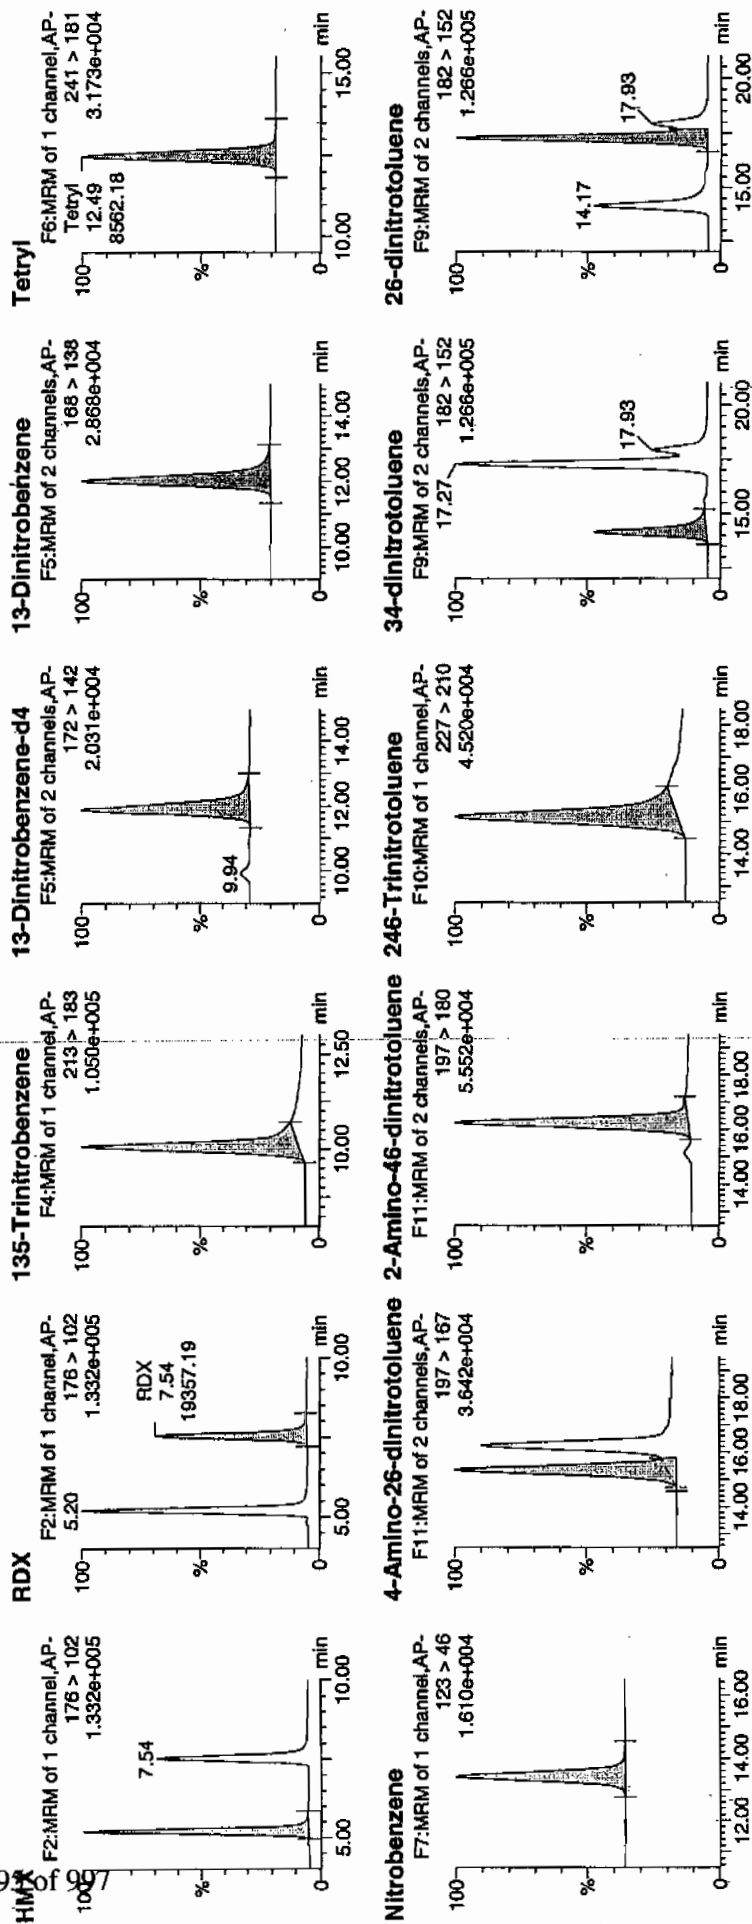 HMX
F2:MRM of 1 channel,AP-
176 > 102
1.332e+005
100
%
0
7.54
5.00
10.00
min
RDX
F2:MRM of 1 channel,AP-
176 > 102
1.332e+005
100
5.20
RDX
7.54
19357.19
%
0
5.00
10.00
min
135-Trinitrobenzene
F4:MRM of 1 channel,AP-
213 > 183
1.050e+005
100
%
0
10.00
12.50
min
13-Dinitrobenzene-d4
F5:MRM of 2 channels,AP-
172 > 142
2.031e+004
100
%
9.94
0
10.00
12.00
14.00
min
13-Dinitrobenzene
F5:MRM of 2 channels,AP-
168 > 138
2.868e+004
100
%
0
10.00
12.00
14.00
min
Tetryl
F6:MRM of 1 channel,AP-
241 > 181
3.173e+004
100
Tetryl
12.49
8562.18
%
0
10.00
15.00
min
Nitrobenzene
F7:MRM of 1 channel,AP-
123 > 46
1.610e+004
100
%
0
12.00
14.00
16.00
min
4-Amino-26-dinitrotoluene
F11:MRM of 2 channels,AP-
197 > 167
3.642e+004
100
%
0
14.00
16.00
18.00
min
2-Amino-46-dinitrotoluene
F11:MRM of 2 channels,AP-
197 > 180
5.552e+004
100
%
0
14.00
16.00
18.00
min
246-Trinitrotoluene
F10:MRM of 1 channel,AP-
227 > 210
4.520e+004
100
%
0
14.00
16.00
18.00
min
34-dinitrotoluene
F9:MRM of 2 channels,AP-
182 > 152
1.266e+005
100
17.27
17.93
%
0
15.00
20.00
min
26-dinitrotoluene
F9:MRM of 2 channels,AP-
182 > 152
1.266e+005
100
14.17
17.93
%
0
15.00
20.00
min
of 997